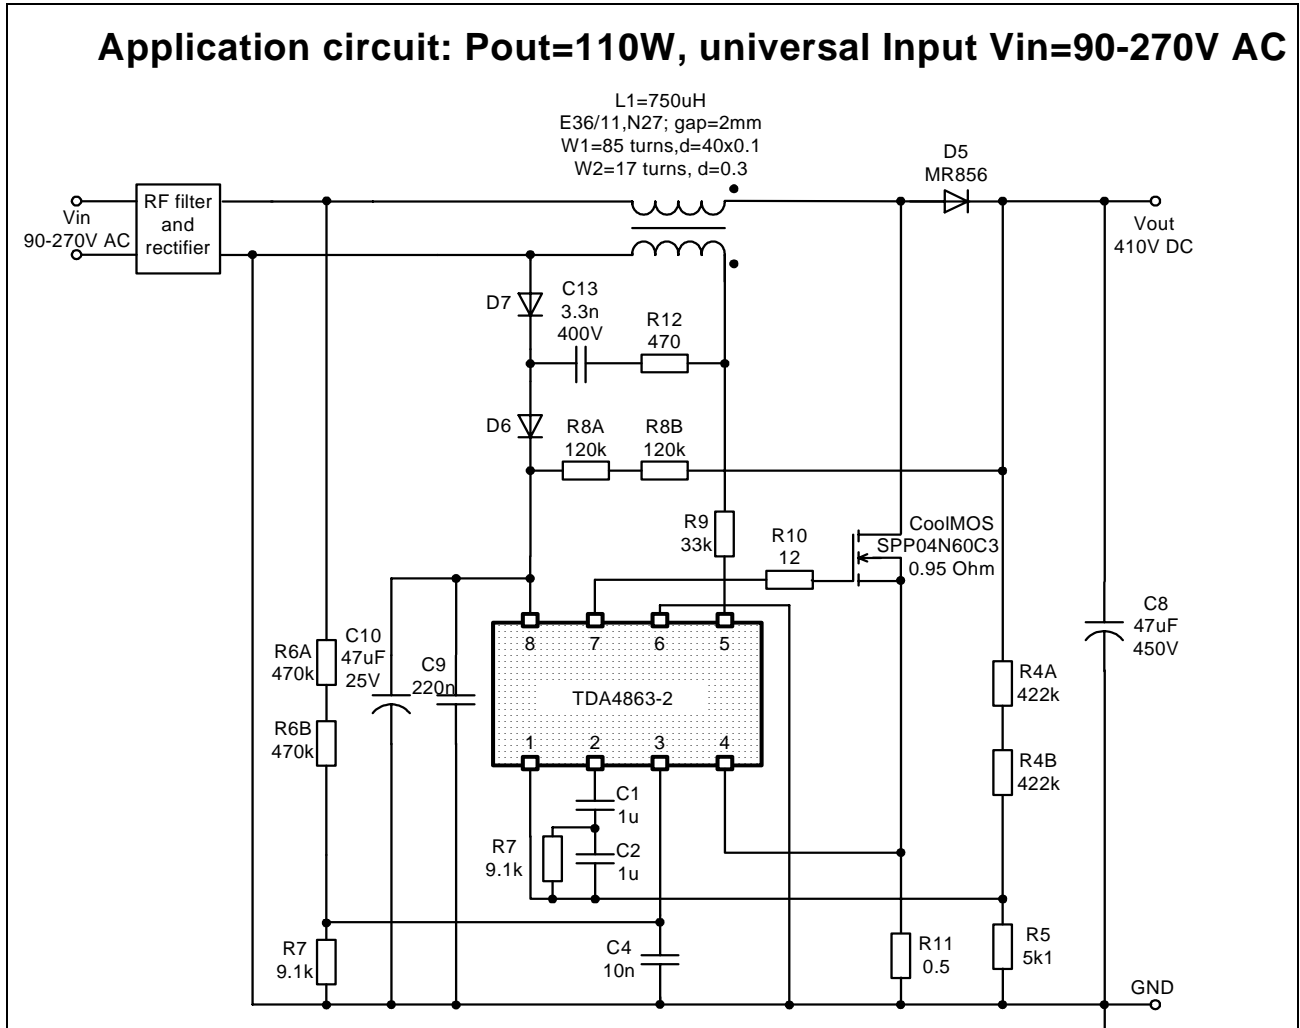 Application circuit: Pout=110W, universal Input Vin=90-270V AC
L1=750uH
E36/11,N27; gap=2mm
W1=85 turns,d=40x0.1
W2=17 turns, d=0.3
D5
MR856
RF filter
and
rectifier
Vin
90-270V AC
Vout
410V DC
D7
C13
3.3n
400V
R12
470
D6
R8A
120k
R8B
120k
R9
33k
R10
12
CoolMOS
SPP04N60C3
0.95 Ohm
C8
47uF
450V
R6A
470k
C10
47uF
25V
C9
220n
8
7
6
5
TDA4863-2
R4A
422k
R6B
470k
1
2
3
4
R4B
422k
C1
1u
R7
9.1k
C2
1u
R7
9.1k
C4
10n
R11
0.5
R5
5k1
GND